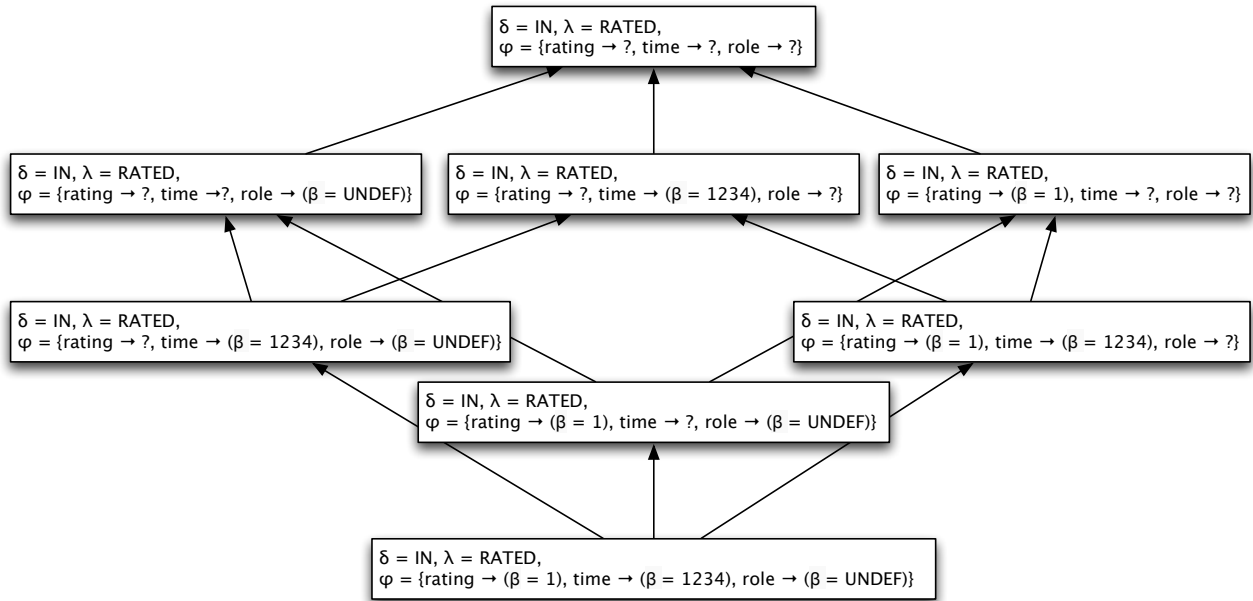 δ = IN, λ = RATED,
φ = {rating → ?, time → ?, role → ?}
δ = IN, λ = RATED,
φ = {rating → ?, time →?, role → (β = UNDEF)}
δ = IN, λ = RATED,
φ = {rating → ?, time → (β = 1234), role → ?}
δ = IN, λ = RATED,
φ = {rating → (β = 1), time → ?, role → ?}
δ = IN, λ = RATED,
φ = {rating → ?, time → (β = 1234), role → (β = UNDEF)}
δ = IN, λ = RATED,
φ = {rating → (β = 1), time → (β = 1234), role → ?}
δ = IN, λ = RATED,
φ = {rating → (β = 1), time → ?, role → (β = UNDEF)}
δ = IN, λ = RATED,
φ = {rating → (β = 1), time → (β = 1234), role → (β = UNDEF)}